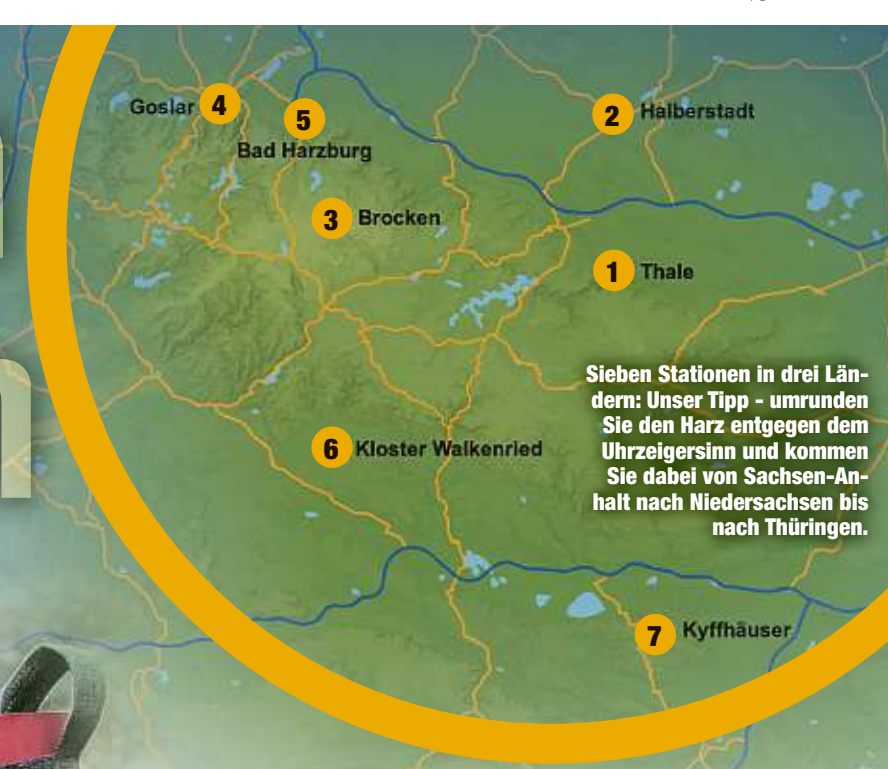 Goslar 4
5
Bad Harzburg
2 Halberstadt
3 Brocken
1 Thale
Sieben Stationen in drei Län-
dern: Unser Tipp - umrunden
Sie den Harz entgegen dem
Uhrzeigersinn und kommen
Sie dabei von Sachsen-An-
halt nach Niedersachsen bis
nach Thüringen.
6 Kloster Walkenried
7 Kyffhäuser